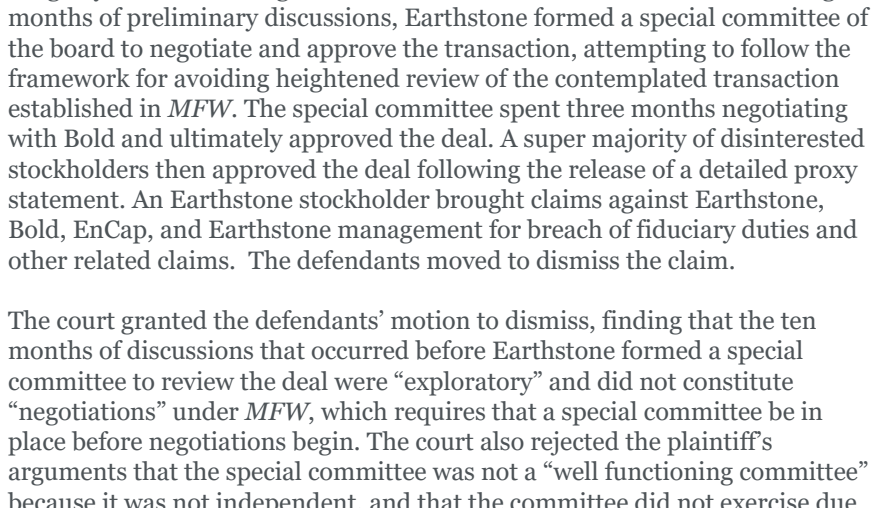 months of preliminary discussions, Earthstone formed a special committee of
the board to negotiate and approve the transaction, attempting to follow the
framework for avoiding heightened review of the contemplated transaction
established in MFW. The special committee spent three months negotiating
with Bold and ultimately approved the deal. A super majority of disinterested
stockholders then approved the deal following the release of a detailed proxy
statement. An Earthstone stockholder brought claims against Earthstone,
Bold, EnCap, and Earthstone management for breach of fiduciary duties and
other related claims.  The defendants moved to dismiss the claim.
The court granted the defendants’ motion to dismiss, finding that the ten
months of discussions that occurred before Earthstone formed a special
committee to review the deal were “exploratory” and did not constitute
“negotiations” under MFW, which requires that a special committee be in
place before negotiations begin. The court also rejected the plaintiff’s
arguments that the special committee was not a “well functioning committee”
because it was not independent, and that the committee did not exercise due